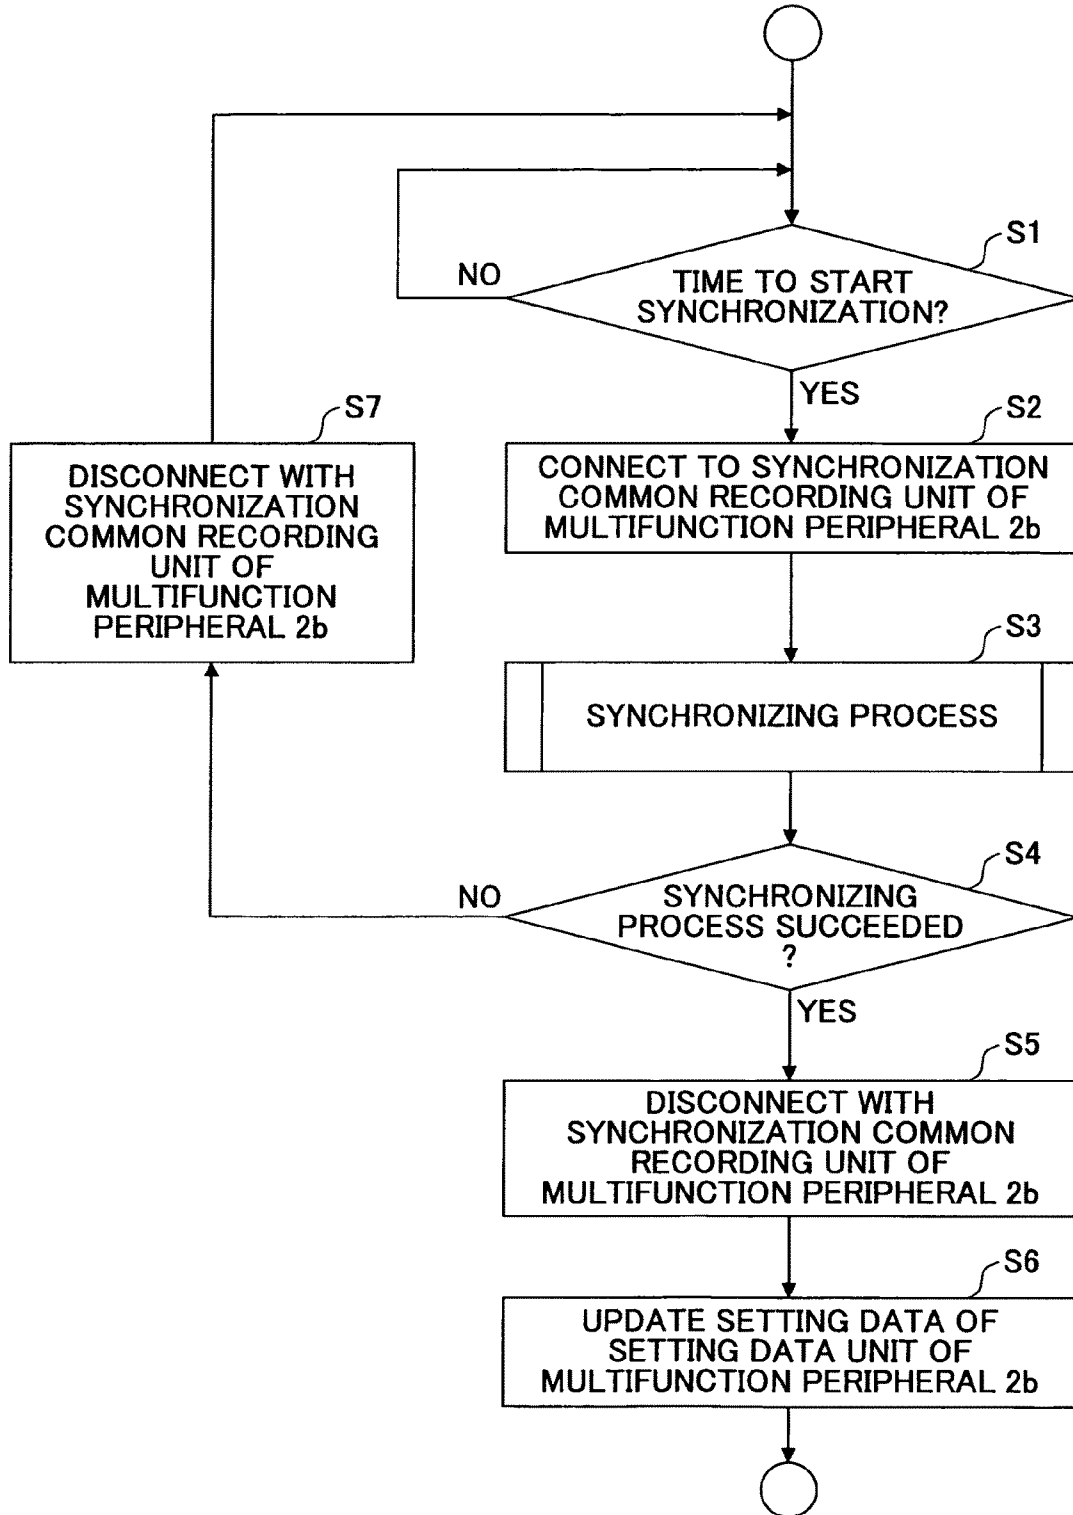 S1
TIME TO START
SYNCHRONIZATION?
NO
YES
S2
CONNECT TO SYNCHRONIZATION
COMMON RECORDING UNIT OF
MULTIFUNCTION PERIPHERAL 2b
S7
DISCONNECT WITH
SYNCHRONIZATION
COMMON RECORDING
UNIT OF
MULTIFUNCTION
PERIPHERAL 2b
S3
SYNCHRONIZING PROCESS
S4
SYNCHRONIZING
PROCESS SUCCEEDED
?
NO
YES
S5
DISCONNECT WITH
SYNCHRONIZATION COMMON
RECORDING UNIT OF
MULTIFUNCTION PERIPHERAL 2b
S6
UPDATE SETTING DATA OF
SETTING DATA UNIT OF
MULTIFUNCTION PERIPHERAL 2b